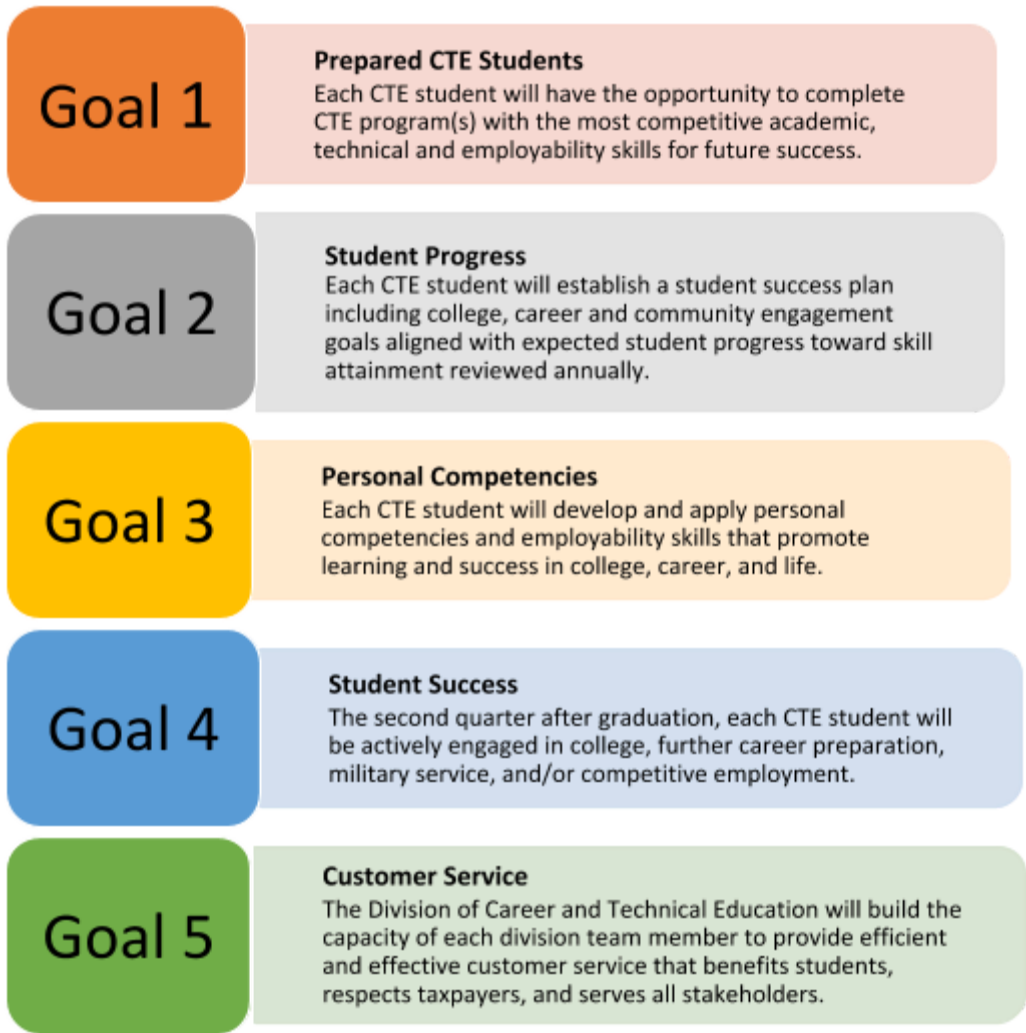 Goal 1
Prepared CTE Students
Each CTE student will have the opportunity to complete
CTE program(s) with the most competitive academic,
technical and employability skills for future success.
Goal 2
Student Progress
Each CTE student will establish a student success plan
including college, career and community engagement
goals aligned with expected student progress toward skill
attainment reviewed annually.
Goal 3
Personal Competencies
Each CTE student will develop and apply personal
competencies and employability skills that promote
learning and success in college, career, and life.
Goal 4
Student Success
The second quarter after graduation, each CTE student will
be actively engaged in college, further career preparation,
military service, and/or competitive employment.
Goal 5
Customer Service
The Division of Career and Technical Education will build the
capacity of each division team member to provide efficient
and effective customer service that benefits students,
respects taxpayers, and serves all stakeholders.